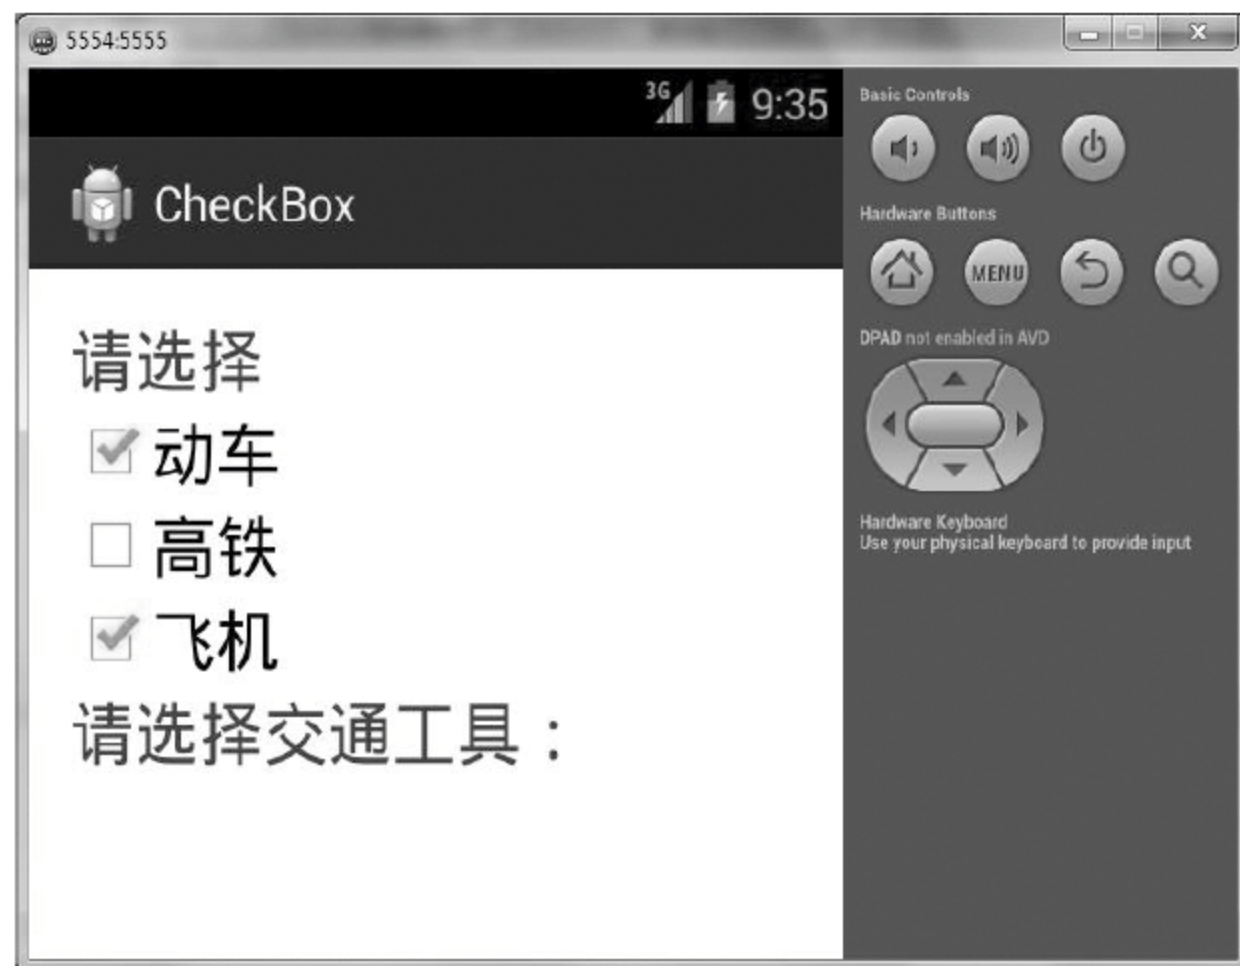 5554:5555
3G 9:35
CheckBox
请选择
动车
高铁
飞机
请选择交通工具：
Basic Controls
Hardware Buttons
MENU
DPAD not enabled in AVD
Hardware Keyboard
Use your physical keyboard to provide input